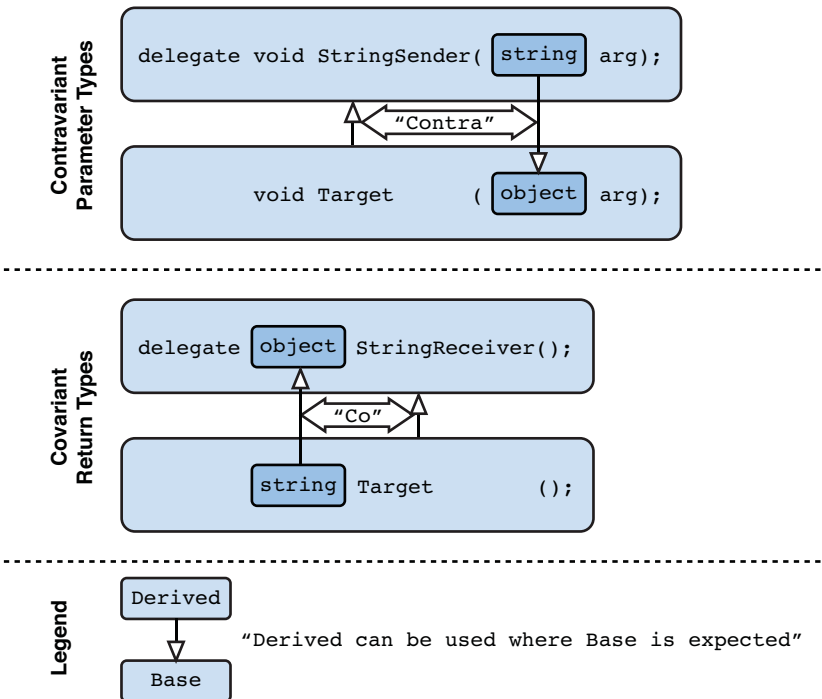 Contravariant
Parameter Types
delegate void StringSender( string arg);
“Contra”
void Target ( object arg);
Covariant
Return Types
delegate object StringReceiver();
“Co”
string Target ();
Legend
Derived
“Derived can be used where Base is expected”
Base